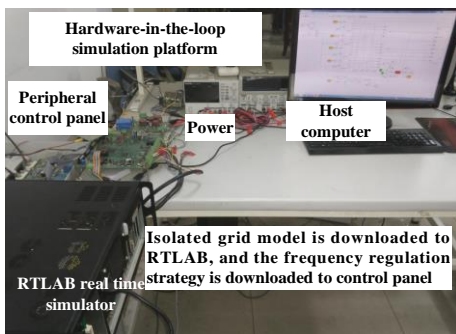 Hardware-in-the-loop
simulation platform
Peripheral
control panel
Power
Host
computer
Isolated grid model is downloaded to
RTLAB, and the frequency regulation
strategy is downloaded to control panel
RTLAB real time
simulator